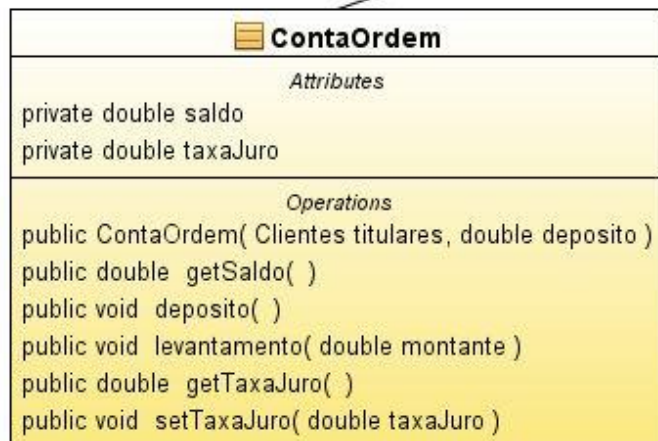 ContaOrdem
Attributes
private double saldo
private double taxaJuro
Operations
public ContaOrdem( Clientes titulares, double deposito )
public double getSaldo( )
public void deposito( )
public void levantamento( double montante )
public double getTaxaJuro( )
public void setTaxaJuro( double taxaJuro )